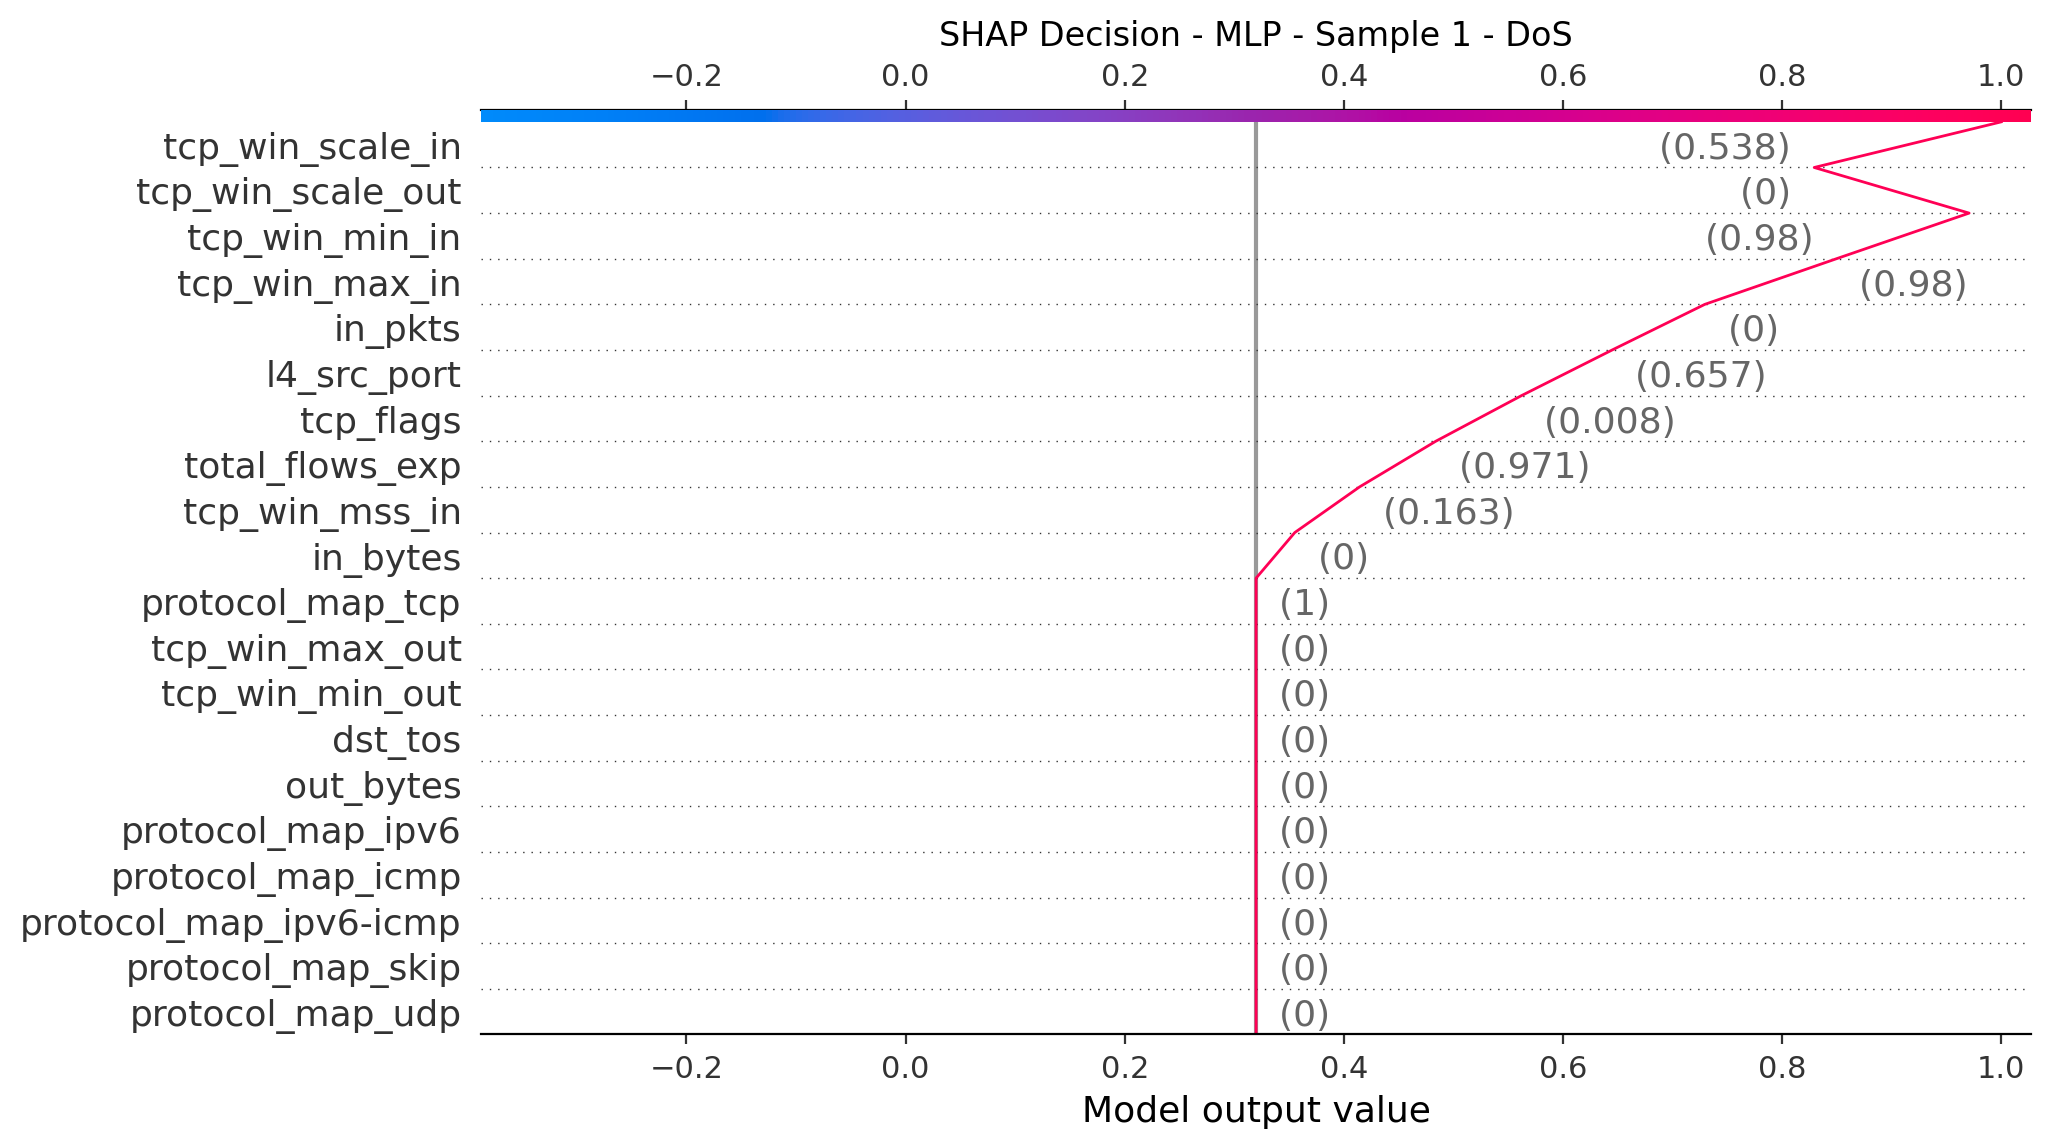 SHAP Decision - MLP - Sample 1 - DoS
−0.2 0.0 0.2 0.4 0.6 0.8 1.0
tcp_win_scale_in (0.538)
tcp_win_scale_out (0)
tcp_win_min_in (0.98)
tcp_win_max_in (0.98)
in_pkts (0)
l4_src_port (0.657)
tcp_flags (0.008)
total_flows_exp (0.971)
tcp_win_mss_in (0.163)
in_bytes (0)
protocol_map_tcp (1)
tcp_win_max_out (0)
tcp_win_min_out (0)
dst_tos (0)
out_bytes (0)
protocol_map_ipv6 (0)
protocol_map_icmp (0)
protocol_map_ipv6-icmp (0)
protocol_map_skip (0)
protocol_map_udp (0)
−0.2 0.0 0.2 0.4 0.6 0.8 1.0
Model output value